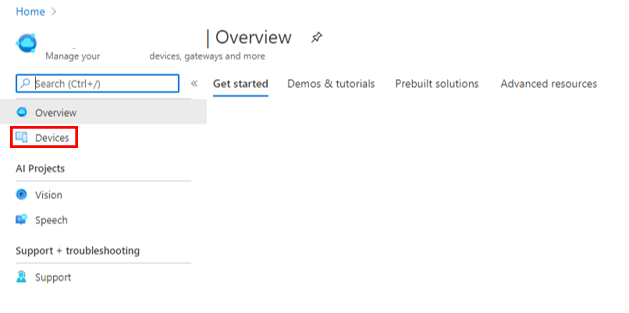 Home >
| Overview
Manage your devices, gateways and more
Search (Ctrl+/)
«
Get started Demos & tutorials Prebuilt solutions Advanced resources
Overview
Devices
AI Projects
Vision
Speech
Support + troubleshooting
Support